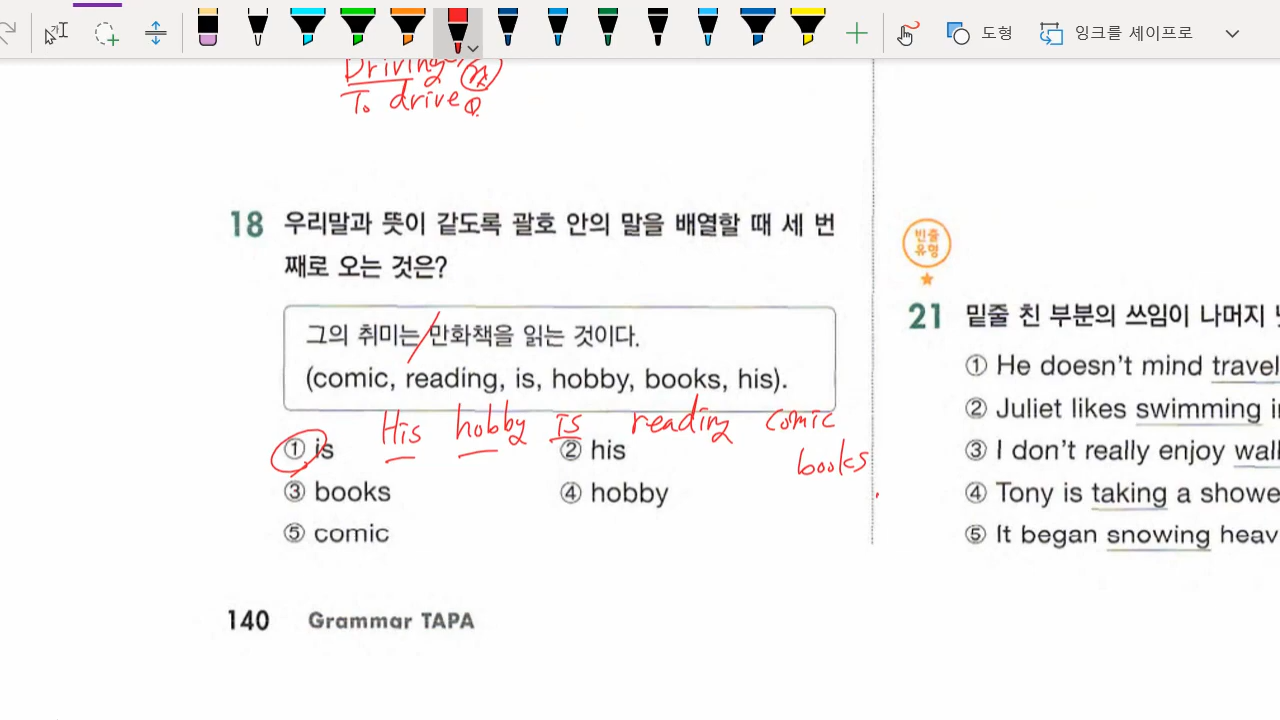 도형
잉크를 셰이프로
Driving
To drive
18 우리말과 뜻이 같도록 괄호 안의 말을 배열할 때 세 번
째로 오는 것은?
그의 취미는 만화책을 읽는 것이다.
(comic, reading, is, hobby, books, his).
His hobby is reading comic
books
① is
② his
③ books
④ hobby
⑤ comic
140 Grammar TAPA
빈출
유형
21 밑줄 친 부분의 쓰임이 나머지
① He doesn't mind travel
② Juliet likes swimming i
③ I don't really enjoy wal
④ Tony is taking a showe
⑤ It began snowing heav